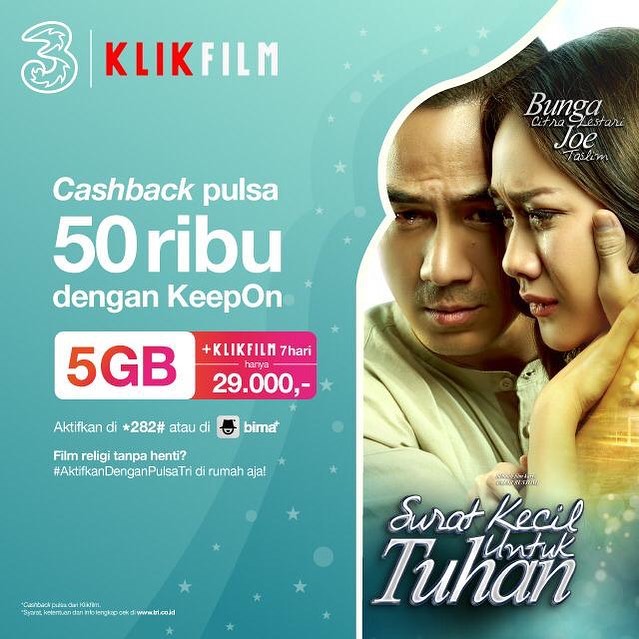 3
KLIKFILM
Bunga
Citra Lestari
Joe
Taslim
Cashback pulsa
50 ribu
dengan KeepOn
5GB
+KLIKFILM 7hari
hanya
29.000,-
Aktifkan di *282# atau di bima+
Film religi tanpa henti?
#AktifkanDenganPulsaTri di rumah aja!
Surat Kecil
Untuk
Tuhan
*Cashback pulsa dari Klikfilm.
*Syarat, ketentuan dan info lengkap cek di www.tri.co.id